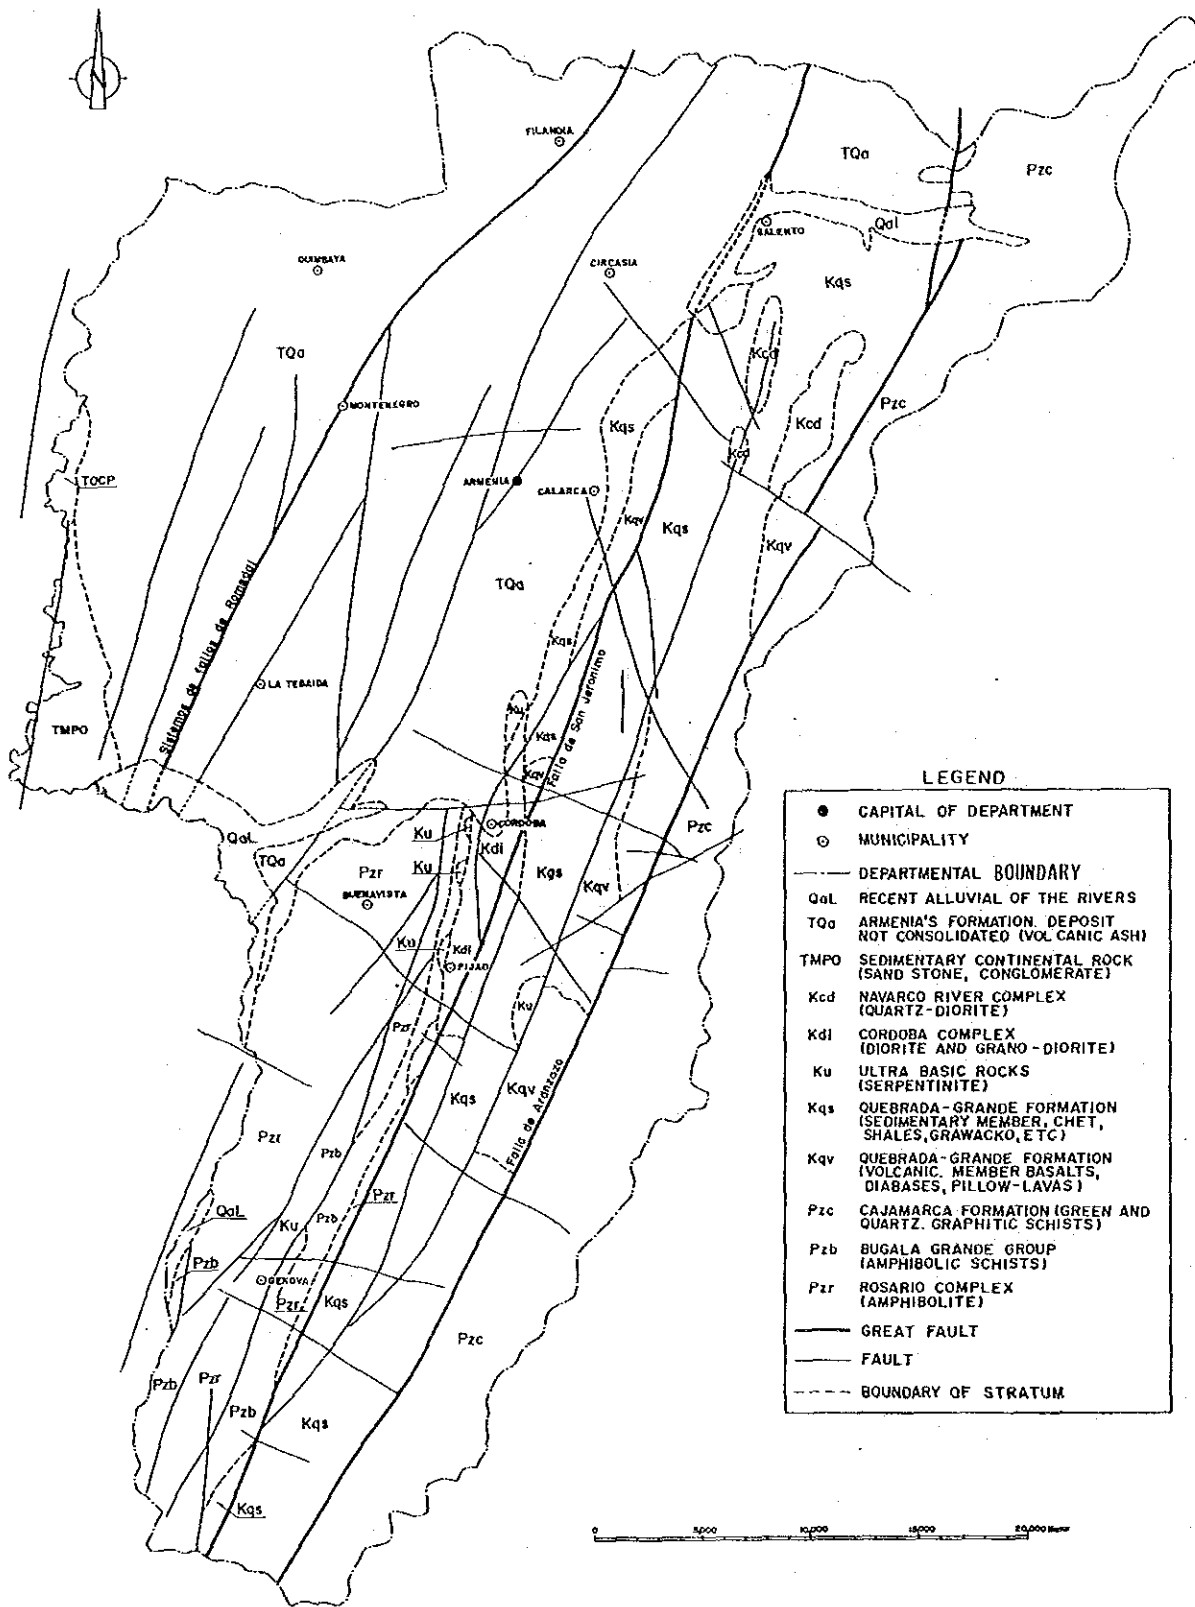 N
FILANDIA
TQa
Pzc
SALENTO
Qal
QUIMBAYA
CIRCASIA
Kqs
TQa
Kcd
MONTENEGRO
Pzc
Kqs
Kcd
Kcd
TOCP
ARMENIA
CALARCA
Kqv
Kqs
Kqv
TQa
Sistemas de fallas de Romadal
Kqs
LA TEBAIDA
Falla de San Jeronimo
Ku
TMPO
Kqs
Kqv
QaL
CORDOBA
Pzc
Ku
TQa
Kdi
Pzr
Ku
Kgs
Kqv
BUENAVISTA
Ku
Kdi
PIJAO
Ku
Pzr
Kqv
Kqs
Falla de Aranzazo
Pzr
Pzb
Pzr
QaL
Ku
Pzb
Pzb
GENOVA
Pzr
Kqs
Pzc
Pzb
Pzr
Pzb
Kqs
Kqs
LEGEND
CAPITAL OF DEPARTMENT
MUNICIPALITY
DEPARTMENTAL BOUNDARY
QaL RECENT ALLUVIAL OF THE RIVERS
TQa ARMENIA'S FORMATION. DEPOSIT
NOT CONSOLIDATED (VOLCANIC ASH)
TMPO SEDIMENTARY CONTINENTAL ROCK
(SAND STONE, CONGLOMERATE)
Kcd NAVARCO RIVER COMPLEX
(QUARTZ-DIORITE)
Kdi CORDOBA COMPLEX
(DIORITE AND GRANO-DIORITE)
Ku ULTRA BASIC ROCKS
(SERPENTINITE)
Kqs QUEBRADA-GRANDE FORMATION
(SEDIMENTARY MEMBER, CHET,
SHALES, GRAWACKO, ETC)
Kqv QUEBRADA-GRANDE FORMATION
(VOLCANIC. MEMBER BASALTS,
DIABASES, PILLOW-LAVAS)
Pzc CAJAMARCA FORMATION (GREEN AND
QUARTZ. GRAPHITIC SCHISTS)
Pzb BUGALA GRANDE GROUP
(AMPHIBOLIC SCHISTS)
Pzr ROSARIO COMPLEX
(AMPHIBOLITE)
GREAT FAULT
FAULT
BOUNDARY OF STRATUM
0 5,000 10,000 15,000 20,000 Meter